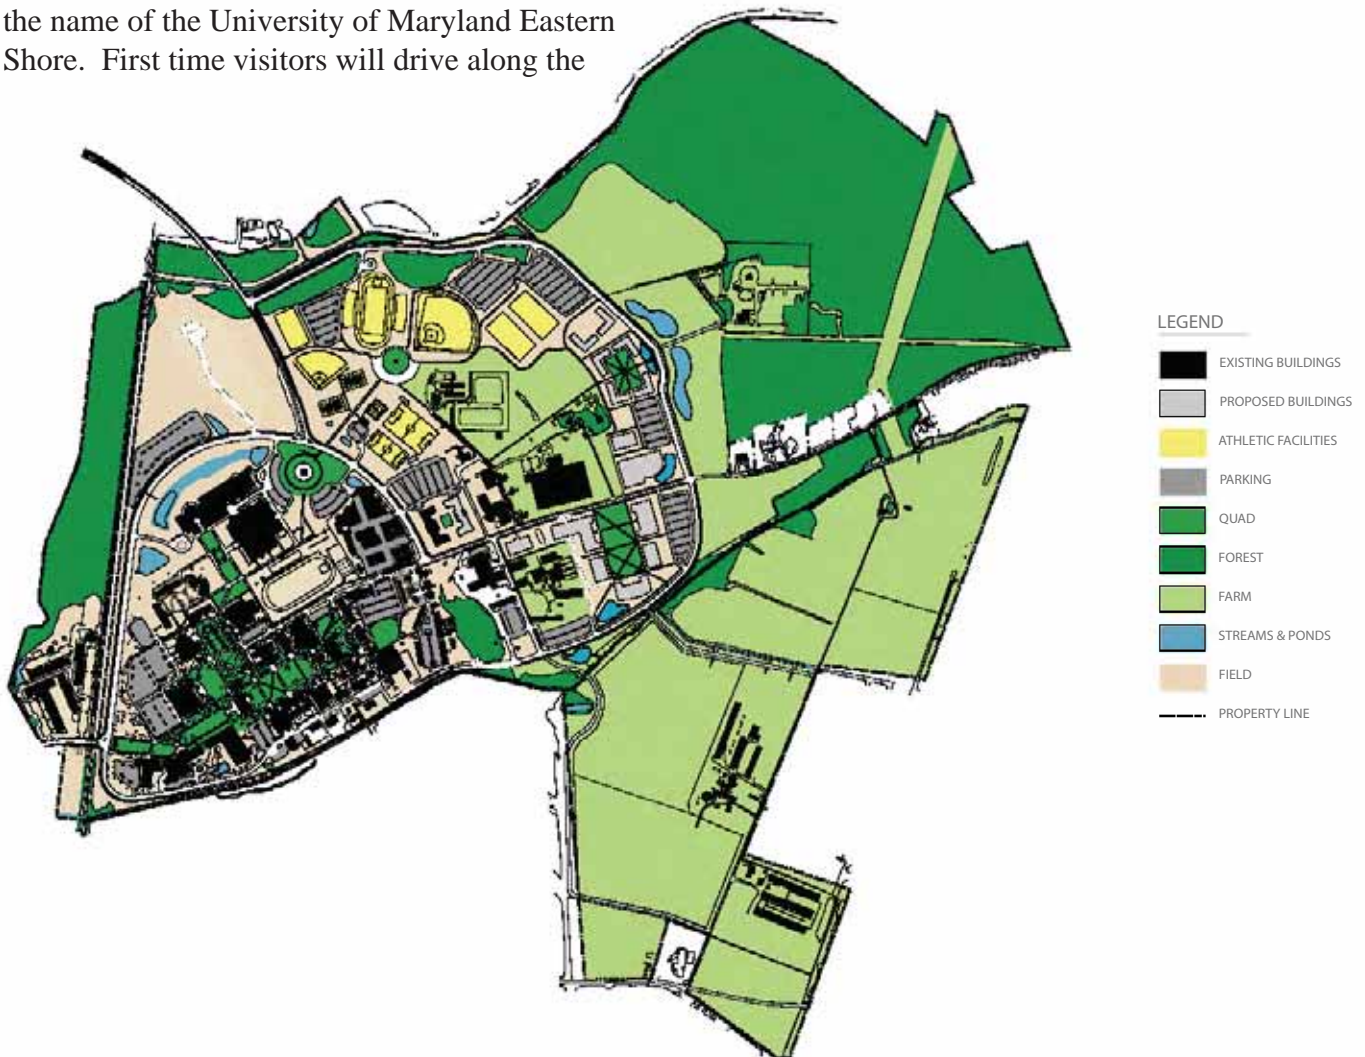 the name of the University of Maryland Eastern
Shore. First time visitors will drive along the
LEGEND
EXISTING BUILDINGS
PROPOSED BUILDINGS
ATHLETIC FACILITIES
PARKING
QUAD
FOREST
FARM
STREAMS & PONDS
FIELD
PROPERTY LINE